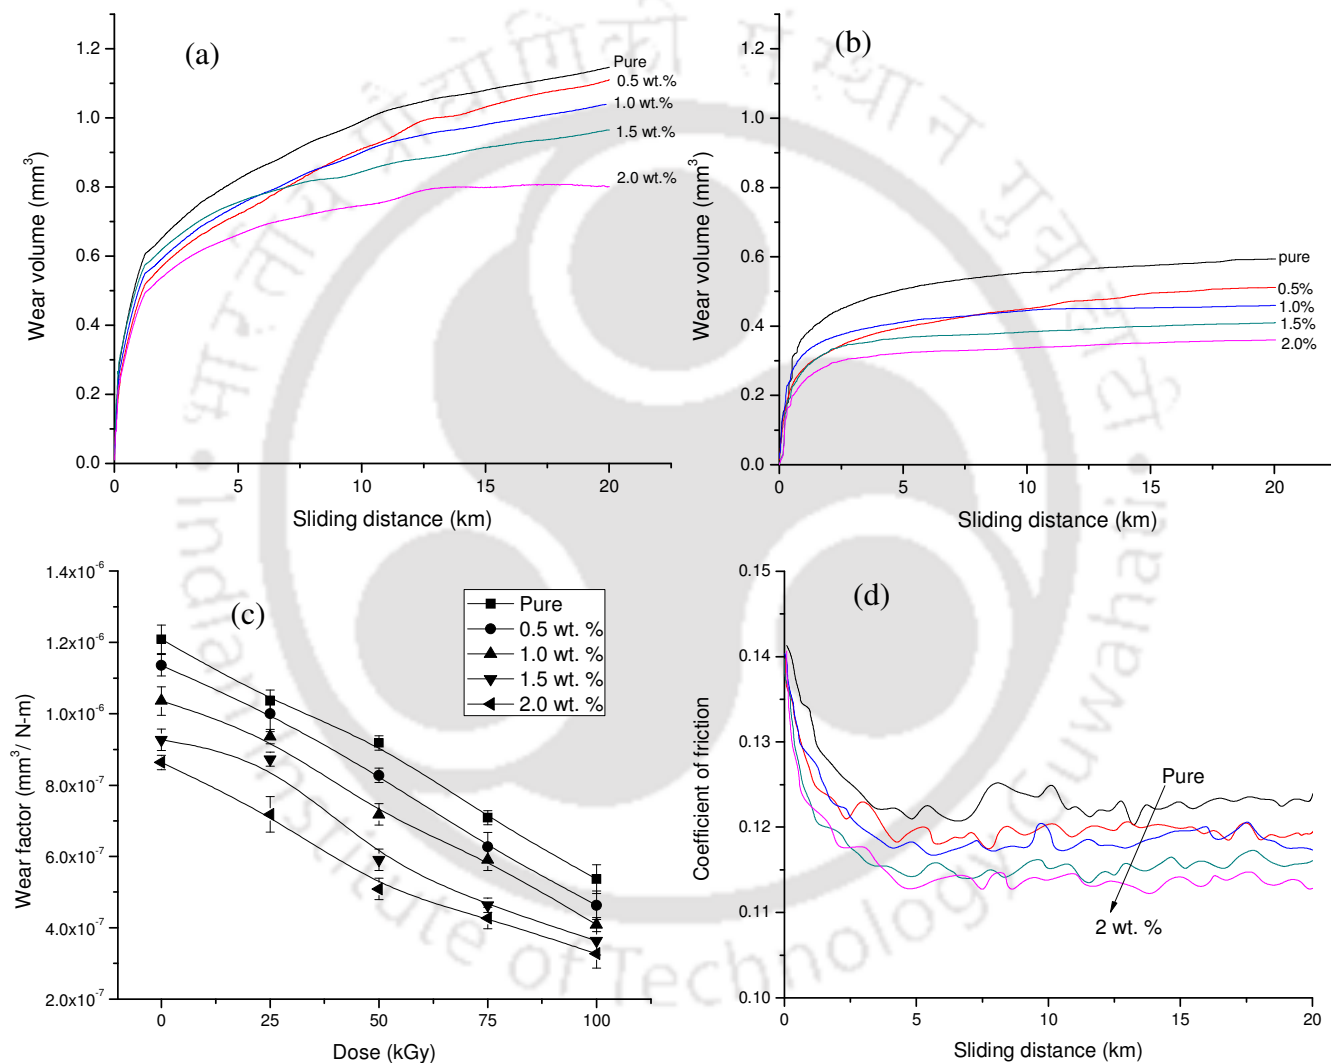 (a)
1.2
1.0
0.8
0.6
0.4
0.2
0.0
0 5 10 15 20
Wear volume (mm³)
Sliding distance (km)
Pure
0.5 wt.%
1.0 wt.%
1.5 wt.%
2.0 wt.%
(b)
1.2
1.0
0.8
0.6
0.4
0.2
0.0
0 5 10 15 20
Wear volume (mm³)
Sliding distance (km)
pure
0.5%
1.0%
1.5%
2.0%
(c)
1.4x10⁻⁶
1.2x10⁻⁶
1.0x10⁻⁶
8.0x10⁻⁷
6.0x10⁻⁷
4.0x10⁻⁷
2.0x10⁻⁷
0 25 50 75 100
Wear factor (mm³/ N-m)
Dose (kGy)
Pure
0.5 wt. %
1.0 wt. %
1.5 wt. %
2.0 wt. %
(d)
0.15
0.14
0.13
0.12
0.11
0.10
0 5 10 15 20
Coefficient of friction
Sliding distance (km)
Pure
2 wt. %
Indian Institute of Technology Guwahati